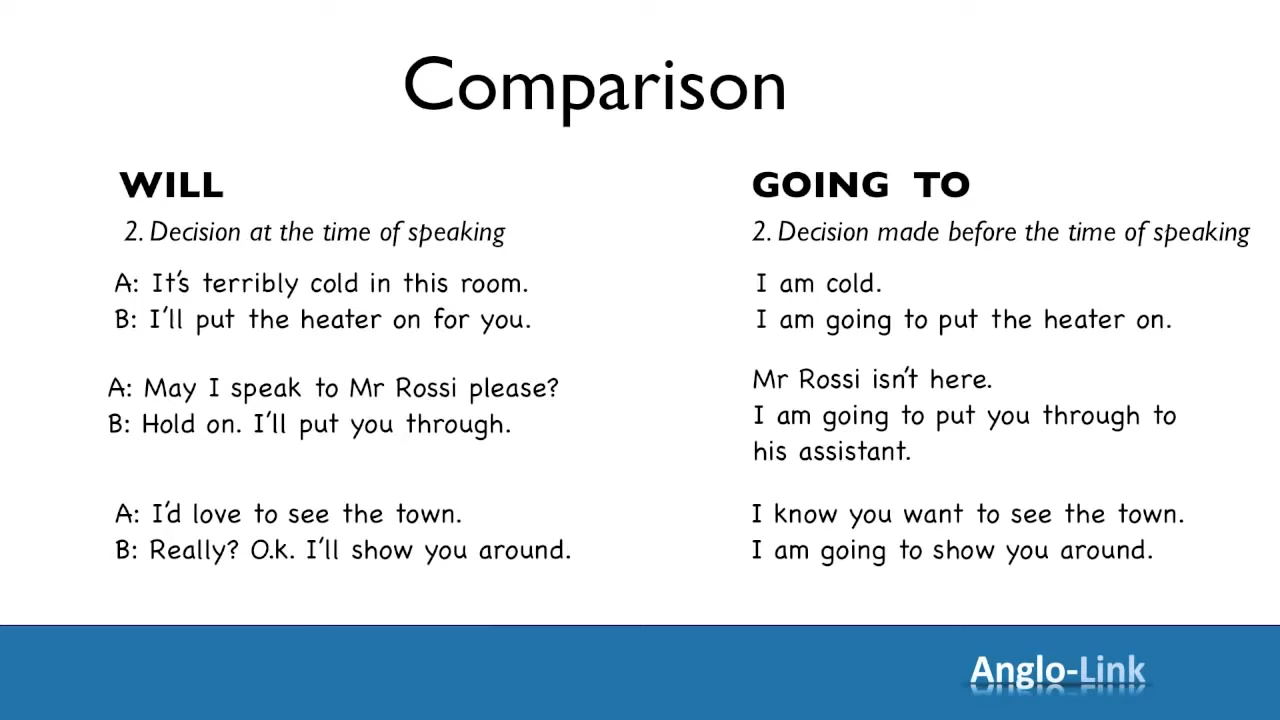 Comparison
WILL
2. Decision at the time of speaking
A: It's terribly cold in this room.
B: I'll put the heater on for you.
A: May I speak to Mr Rossi please?
B: Hold on. I'll put you through.
A: I'd love to see the town.
B: Really? O.k. I'll show you around.
GOING TO
2. Decision made before the time of speaking
I am cold.
I am going to put the heater on.
Mr Rossi isn't here.
I am going to put you through to
his assistant.
I know you want to see the town.
I am going to show you around.
Anglo-Link